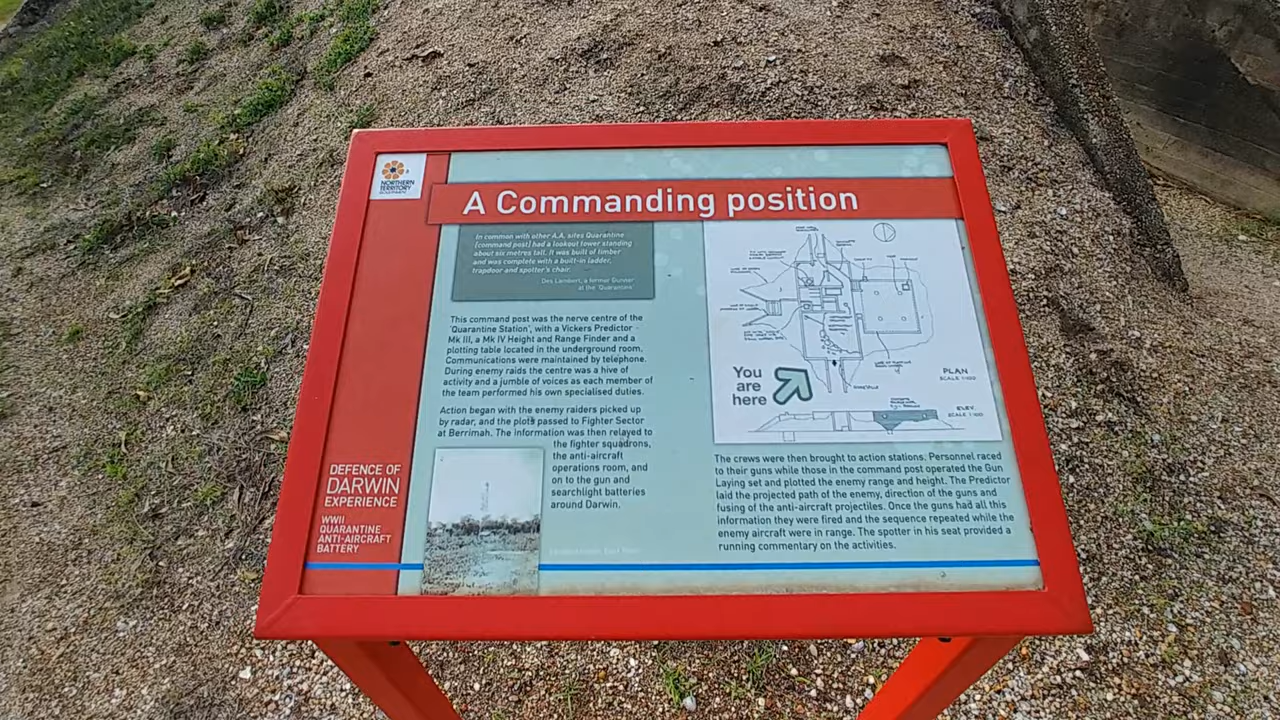 NORTHERN
TERRITORY
A Commanding position
In common with other A.A. sites Quarantine
(command post) had a lookout tower standing
about six metres tall. It was built of timber
and was complete with a built-in ladder,
trapdoor and spotter's chair.
Des Lambert, a former Gunner
at the 'Quarantine'
This command post was the nerve centre of the
'Quarantine Station', with a Vickers Predictor
Mk III, a Mk IV Height and Range Finder and a
plotting table located in the underground room.
Communications were maintained by telephone.
During enemy raids the centre was a hive of
activity and a jumble of voices as each member of
the team performed his own specialised duties.
Action began with the enemy raiders picked up
by radar, and the plots passed to Fighter Sector
at Berrimah. The information was then relayed to
the fighter squadrons,
the anti-aircraft
operations room, and
on to the gun and
searchlight batteries
around Darwin.
You
are
here
PLAN
SCALE 1:100
ELEV.
SCALE 1:100
The crews were then brought to action stations. Personnel raced
to their guns while those in the command post operated the Gun
Laying set and plotted the enemy range and height. The Predictor
laid the projected path of the enemy, direction of the guns and
fusing of the anti-aircraft projectiles. Once the guns had all this
information they were fired and the sequence repeated while the
enemy aircraft were in range. The spotter in his seat provided a
running commentary on the activities.
DEFENCE OF
DARWIN
EXPERIENCE
WWII
QUARANTINE
ANTI-AIRCRAFT
BATTERY